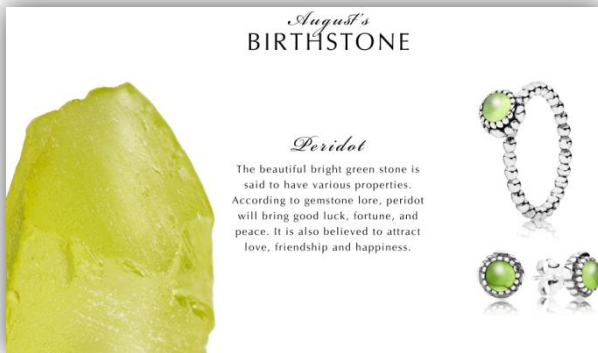 August's
BIRTHSTONE
Peridot
The beautiful bright green stone is
said to have various properties.
According to gemstone lore, peridot
will bring good luck, fortune, and
peace. It is also believed to attract
love, friendship and happiness.